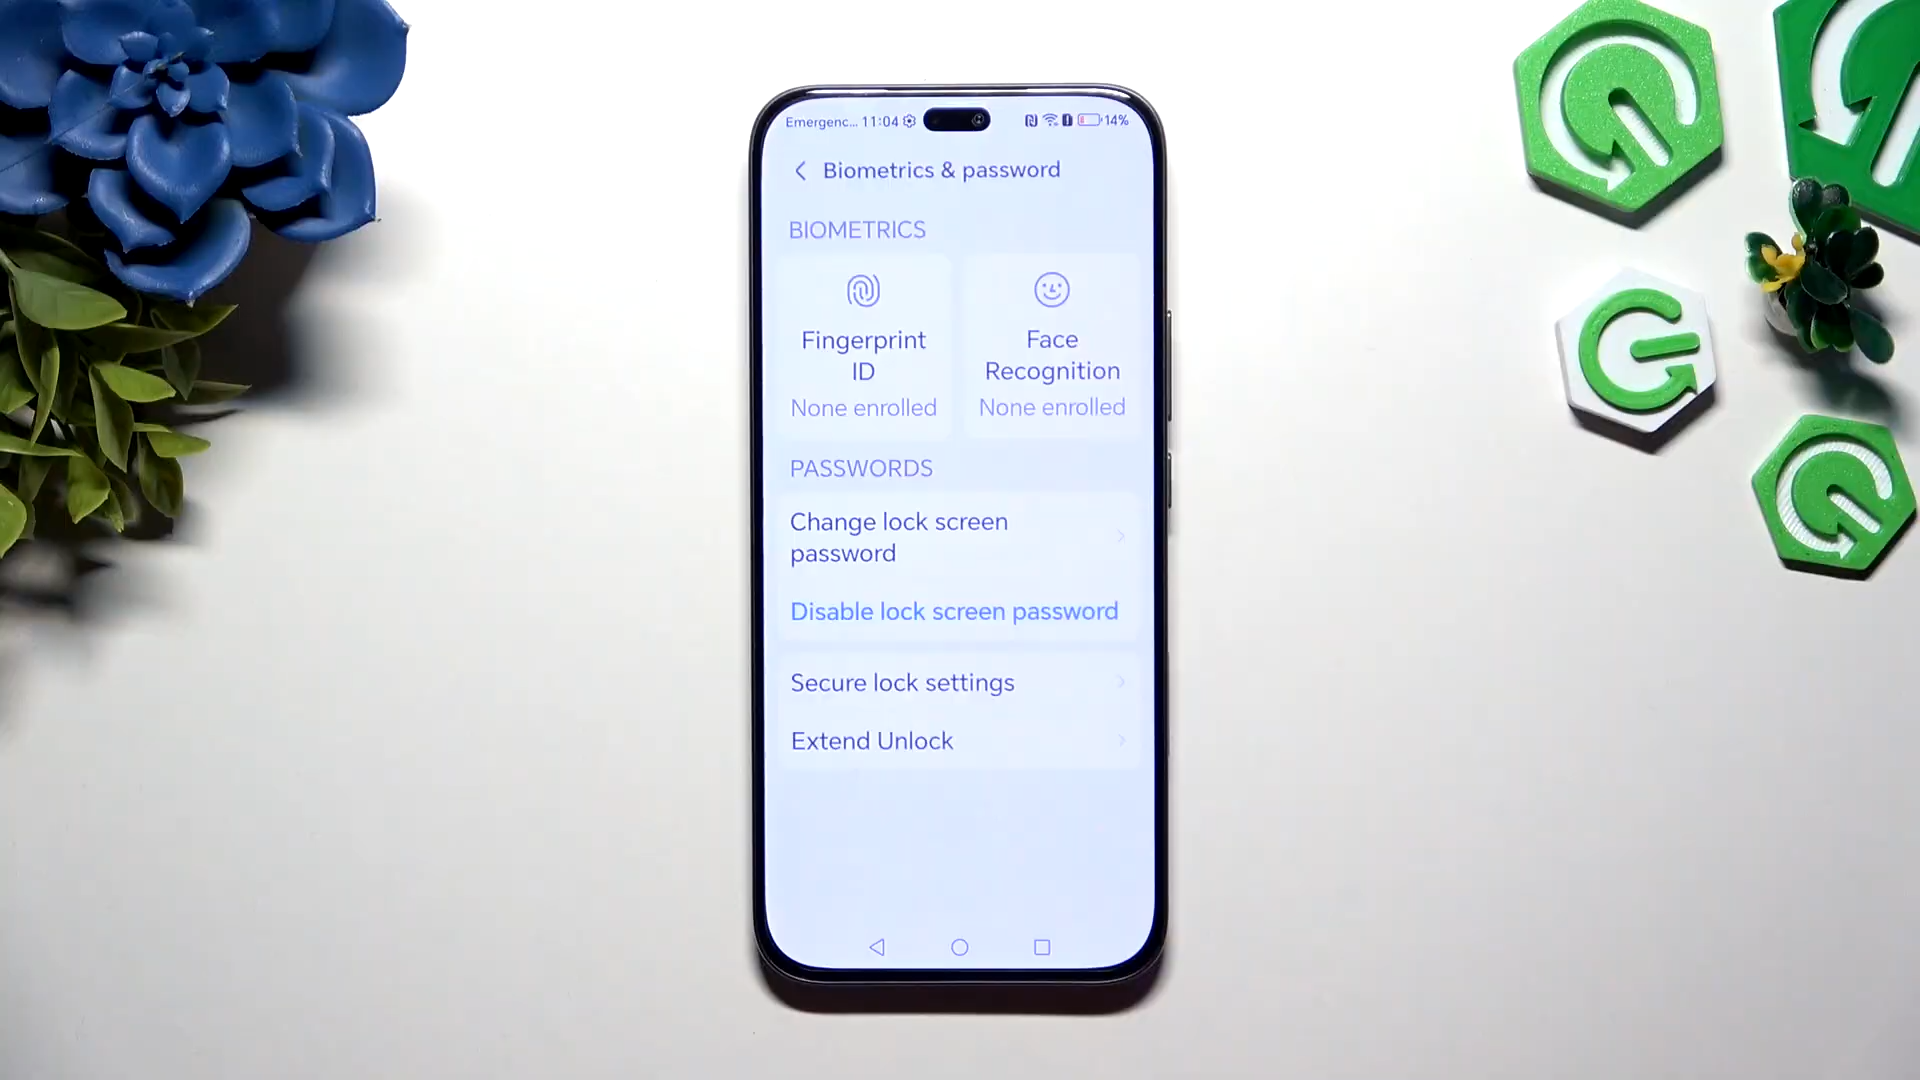 Emergenc... 11:04 14%
Biometrics & password
BIOMETRICS
Fingerprint
ID
None enrolled
Face
Recognition
None enrolled
PASSWORDS
Change lock screen
password
Disable lock screen password
Secure lock settings
Extend Unlock